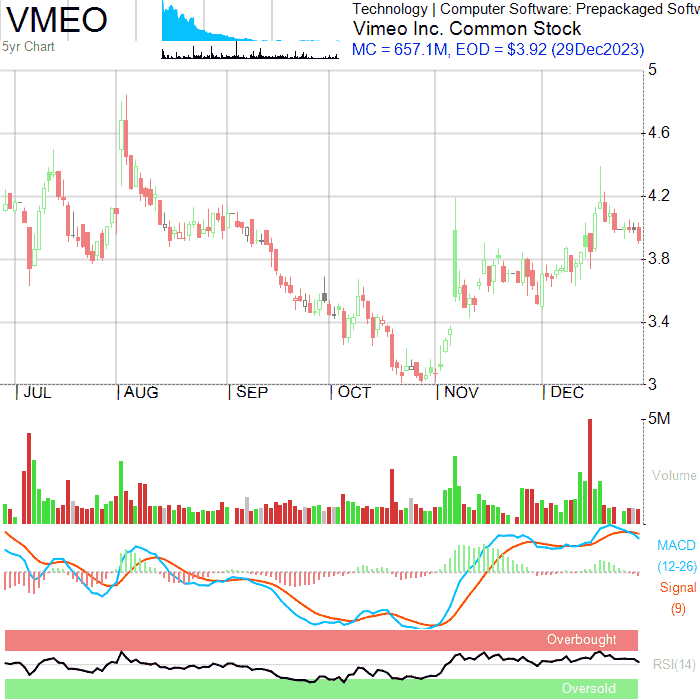 VMEO
5yr Chart
Technology | Computer Software: Prepackaged Softw
Vimeo Inc. Common Stock
MC = 657.1M, EOD = $3.92 (29Dec2023)
5
4.6
4.2
3.8
3.4
3
JUL
AUG
SEP
OCT
NOV
DEC
5M
Volume
MACD
(12-26)
Signal
(9)
Overbought
RSI(14)
Oversold